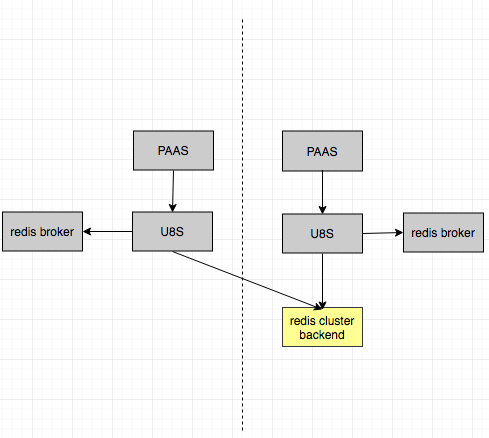 PAAS
PAAS
redis broker
U8S
U8S
redis broker
redis cluster
backend